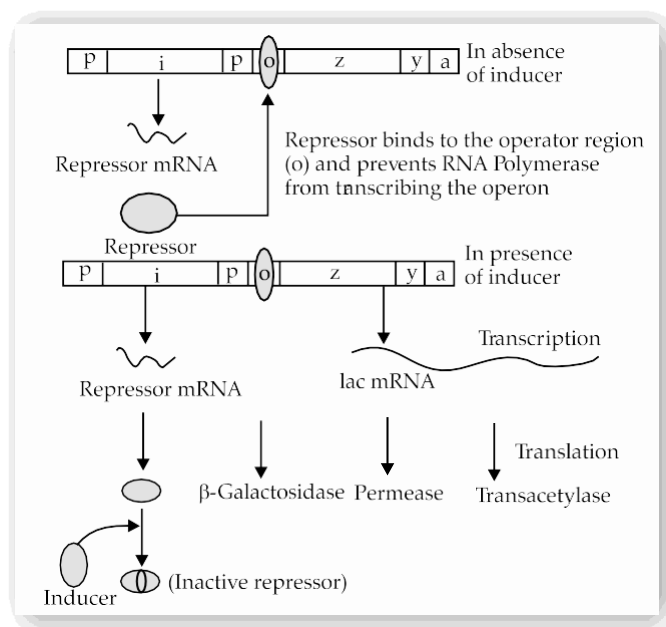 p i p o z y a
In absence
of inducer
Repressor mRNA
Repressor binds to the operator region
(o) and prevents RNA Polymerase
from transcribing the operon
Repressor
p i p o z y a
In presence
of inducer
Transcription
Repressor mRNA
lac mRNA
Translation
β-Galactosidase Permease Transacetylase
Inducer
(Inactive repressor)